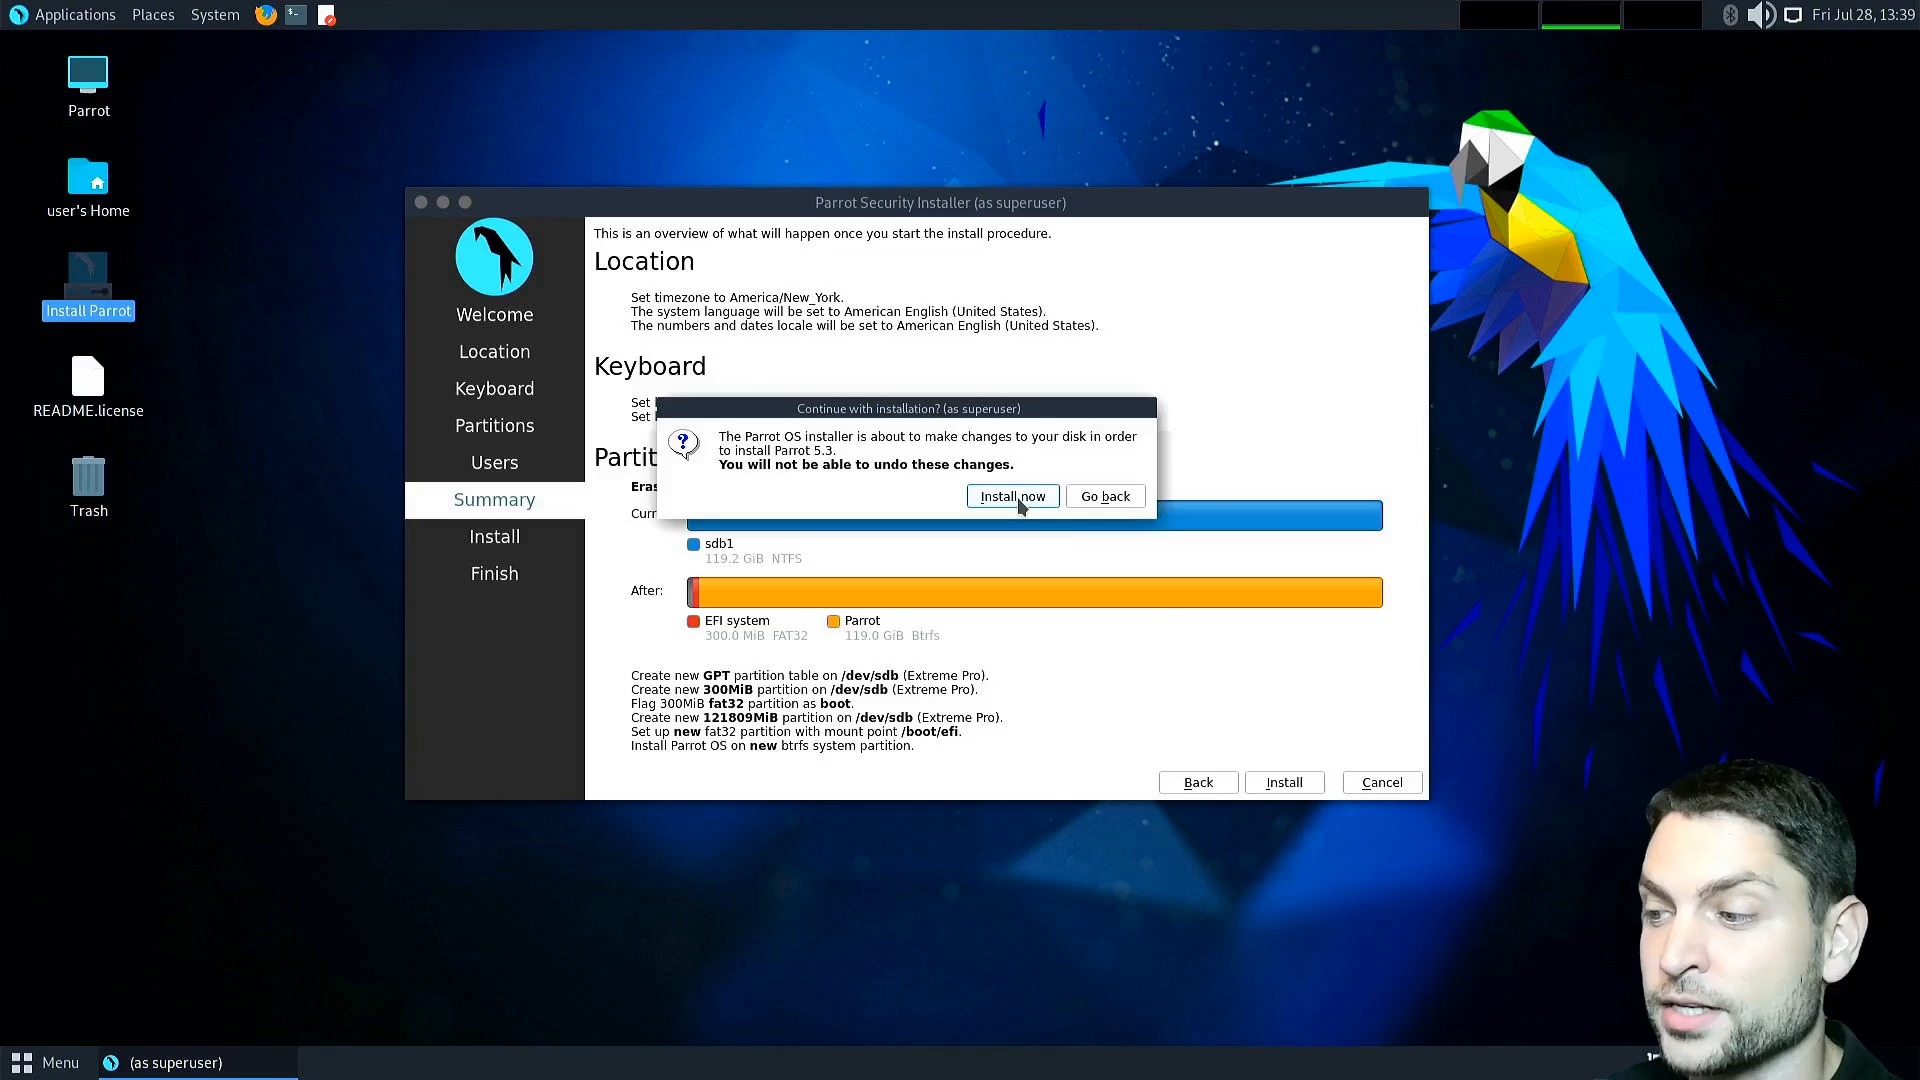 Applications Places System
Fri Jul 28, 13:39
Parrot
user's Home
Install Parrot
README.license
Trash
Parrot Security Installer (as superuser)
Welcome
Location
Keyboard
Partitions
Users
Summary
Install
Finish
This is an overview of what will happen once you start the install procedure.
Location
Set timezone to America/New_York.
The system language will be set to American English (United States).
The numbers and dates locale will be set to American English (United States).
Keyboard
Set
Set
Continue with installation? (as superuser)
The Parrot OS installer is about to make changes to your disk in order
to install Parrot 5.3.
You will not be able to undo these changes.
Install now Go back
sdb1
119.2 GiB NTFS
After:
EFI system Parrot
300.0 MiB FAT32 119.0 GiB Btrfs
Create new GPT partition table on /dev/sdb (Extreme Pro).
Create new 300MiB partition on /dev/sdb (Extreme Pro).
Flag 300MiB fat32 partition as boot.
Create new 121809MiB partition on /dev/sdb (Extreme Pro).
Set up new fat32 partition with mount point /boot/efi.
Install Parrot OS on new btrfs system partition.
Back Install Cancel
Menu (as superuser)